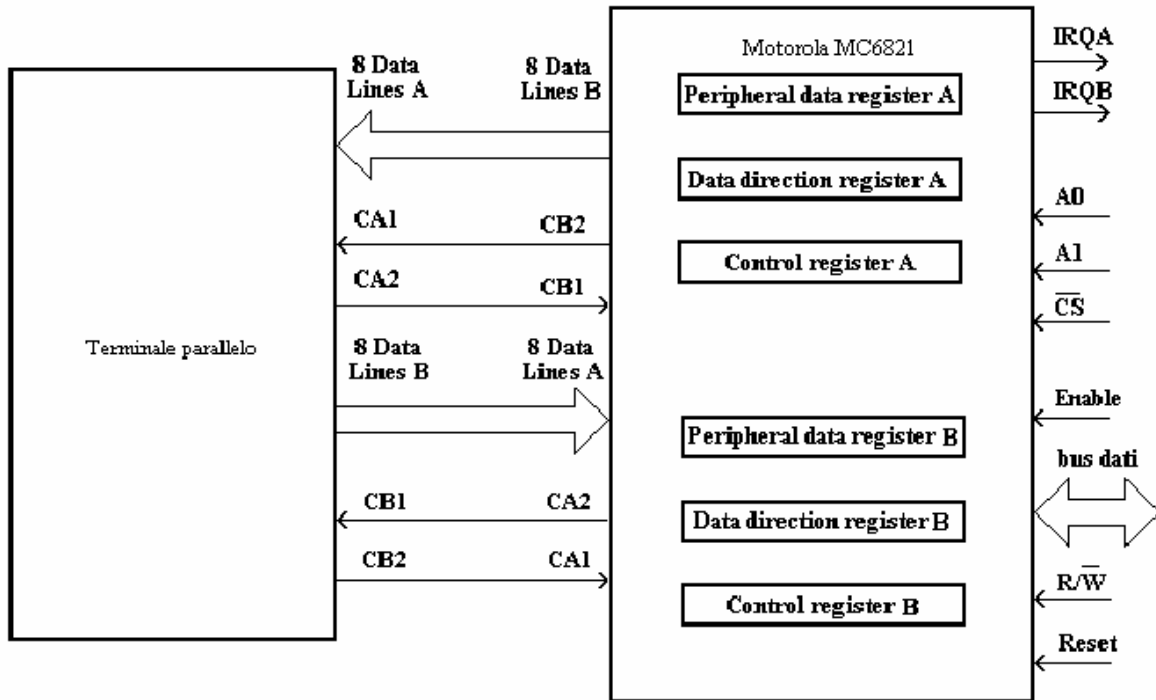 Motorola MC6821
IRQA
IRQB
8 Data
Lines A
8 Data
Lines B
Peripheral data register A
Data direction register A
A0
CA1
CB2
Control register A
A1
CA2
CB1
C̅S̅
Terminale parallelo
8 Data
Lines B
8 Data
Lines A
Enable
Peripheral data register B
bus dati
CB1
CA2
Data direction register B
CB2
CA1
R/W̅
Control register B
Reset